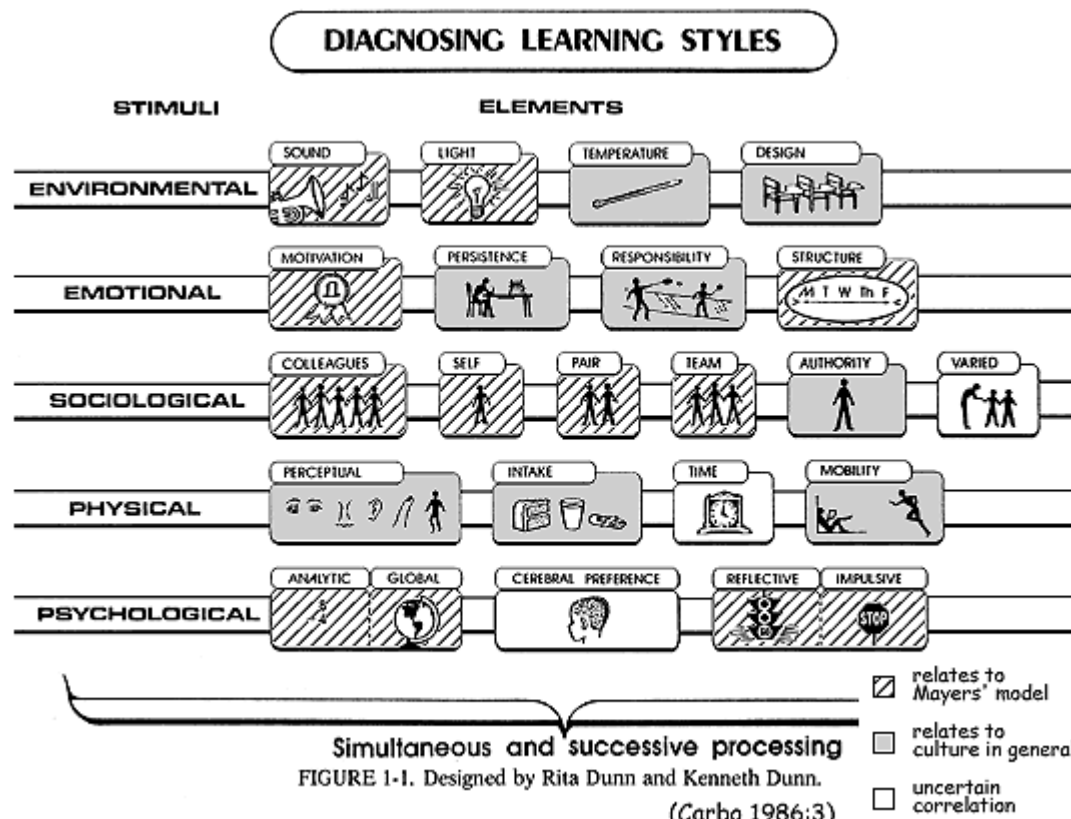 DIAGNOSING LEARNING STYLES
STIMULI ELEMENTS
SOUND LIGHT TEMPERATURE DESIGN
ENVIRONMENTAL
MOTIVATION PERSISTENCE RESPONSIBILITY STRUCTURE
EMOTIONAL
M T W Th F
COLLEAGUES SELF PAIR TEAM AUTHORITY VARIED
SOCIOLOGICAL
PERCEPTUAL INTAKE TIME MOBILITY
PHYSICAL
ANALYTIC GLOBAL CEREBRAL PREFERENCE REFLECTIVE IMPULSIVE
PSYCHOLOGICAL
STOP
relates to
Mayers' model
relates to
culture in general
uncertain
correlation
Simultaneous and successive processing
FIGURE 1-1. Designed by Rita Dunn and Kenneth Dunn.
(Carbo 1986:3)